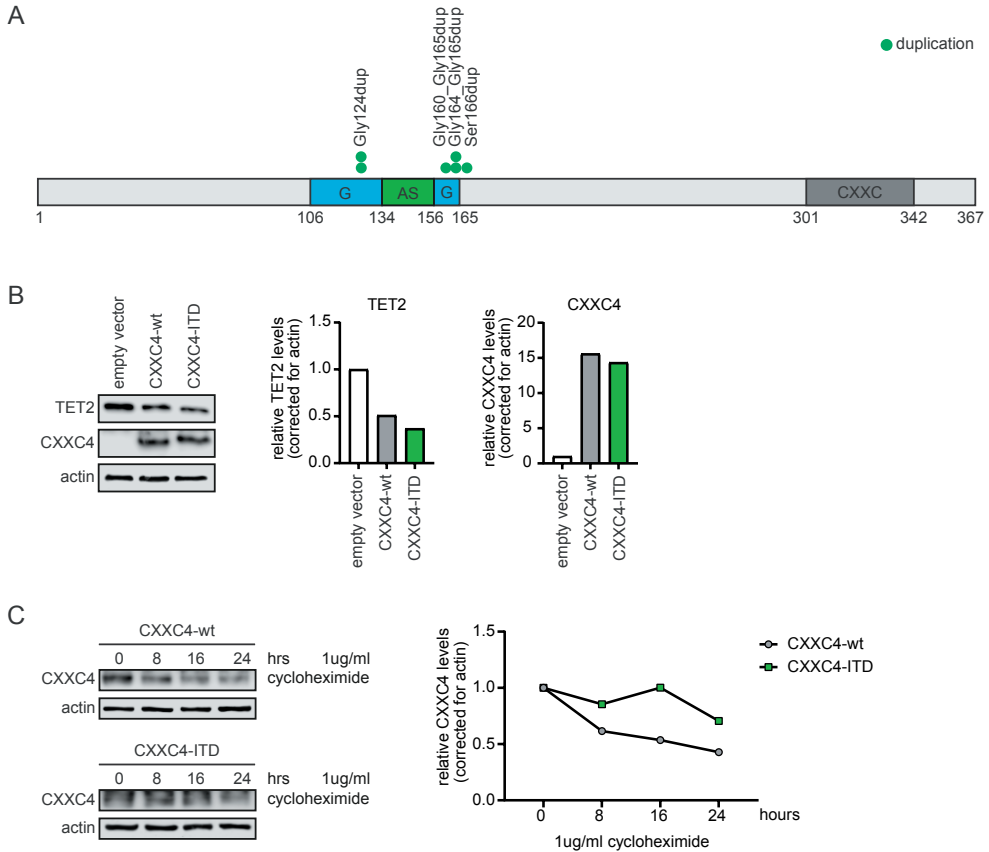 A
duplication
Gly124dup
Gly160_Gly165dup
Gly164_Gly165dup
Ser166dup
G
AS
G
CXXC
1
106
134
156
165
301
342
367
B
empty vector
CXXC4-wt
CXXC4-ITD
TET2
CXXC4
actin
TET2
relative TET2 levels
(corrected for actin)
1.5
1.0
0.5
0.0
empty vector
CXXC4-wt
CXXC4-ITD
CXXC4
relative CXXC4 levels
(corrected for actin)
20
15
10
5
0
empty vector
CXXC4-wt
CXXC4-ITD
C
CXXC4-wt
0 8 16 24 hrs 1ug/ml
CXXC4 cycloheximide
actin
CXXC4-ITD
0 8 16 24 hrs 1ug/ml
CXXC4 cycloheximide
actin
relative CXXC4 levels
(corrected for actin)
1.5
1.0
0.5
0.0
0 8 16 24 hours
1ug/ml cycloheximide
CXXC4-wt
CXXC4-ITD